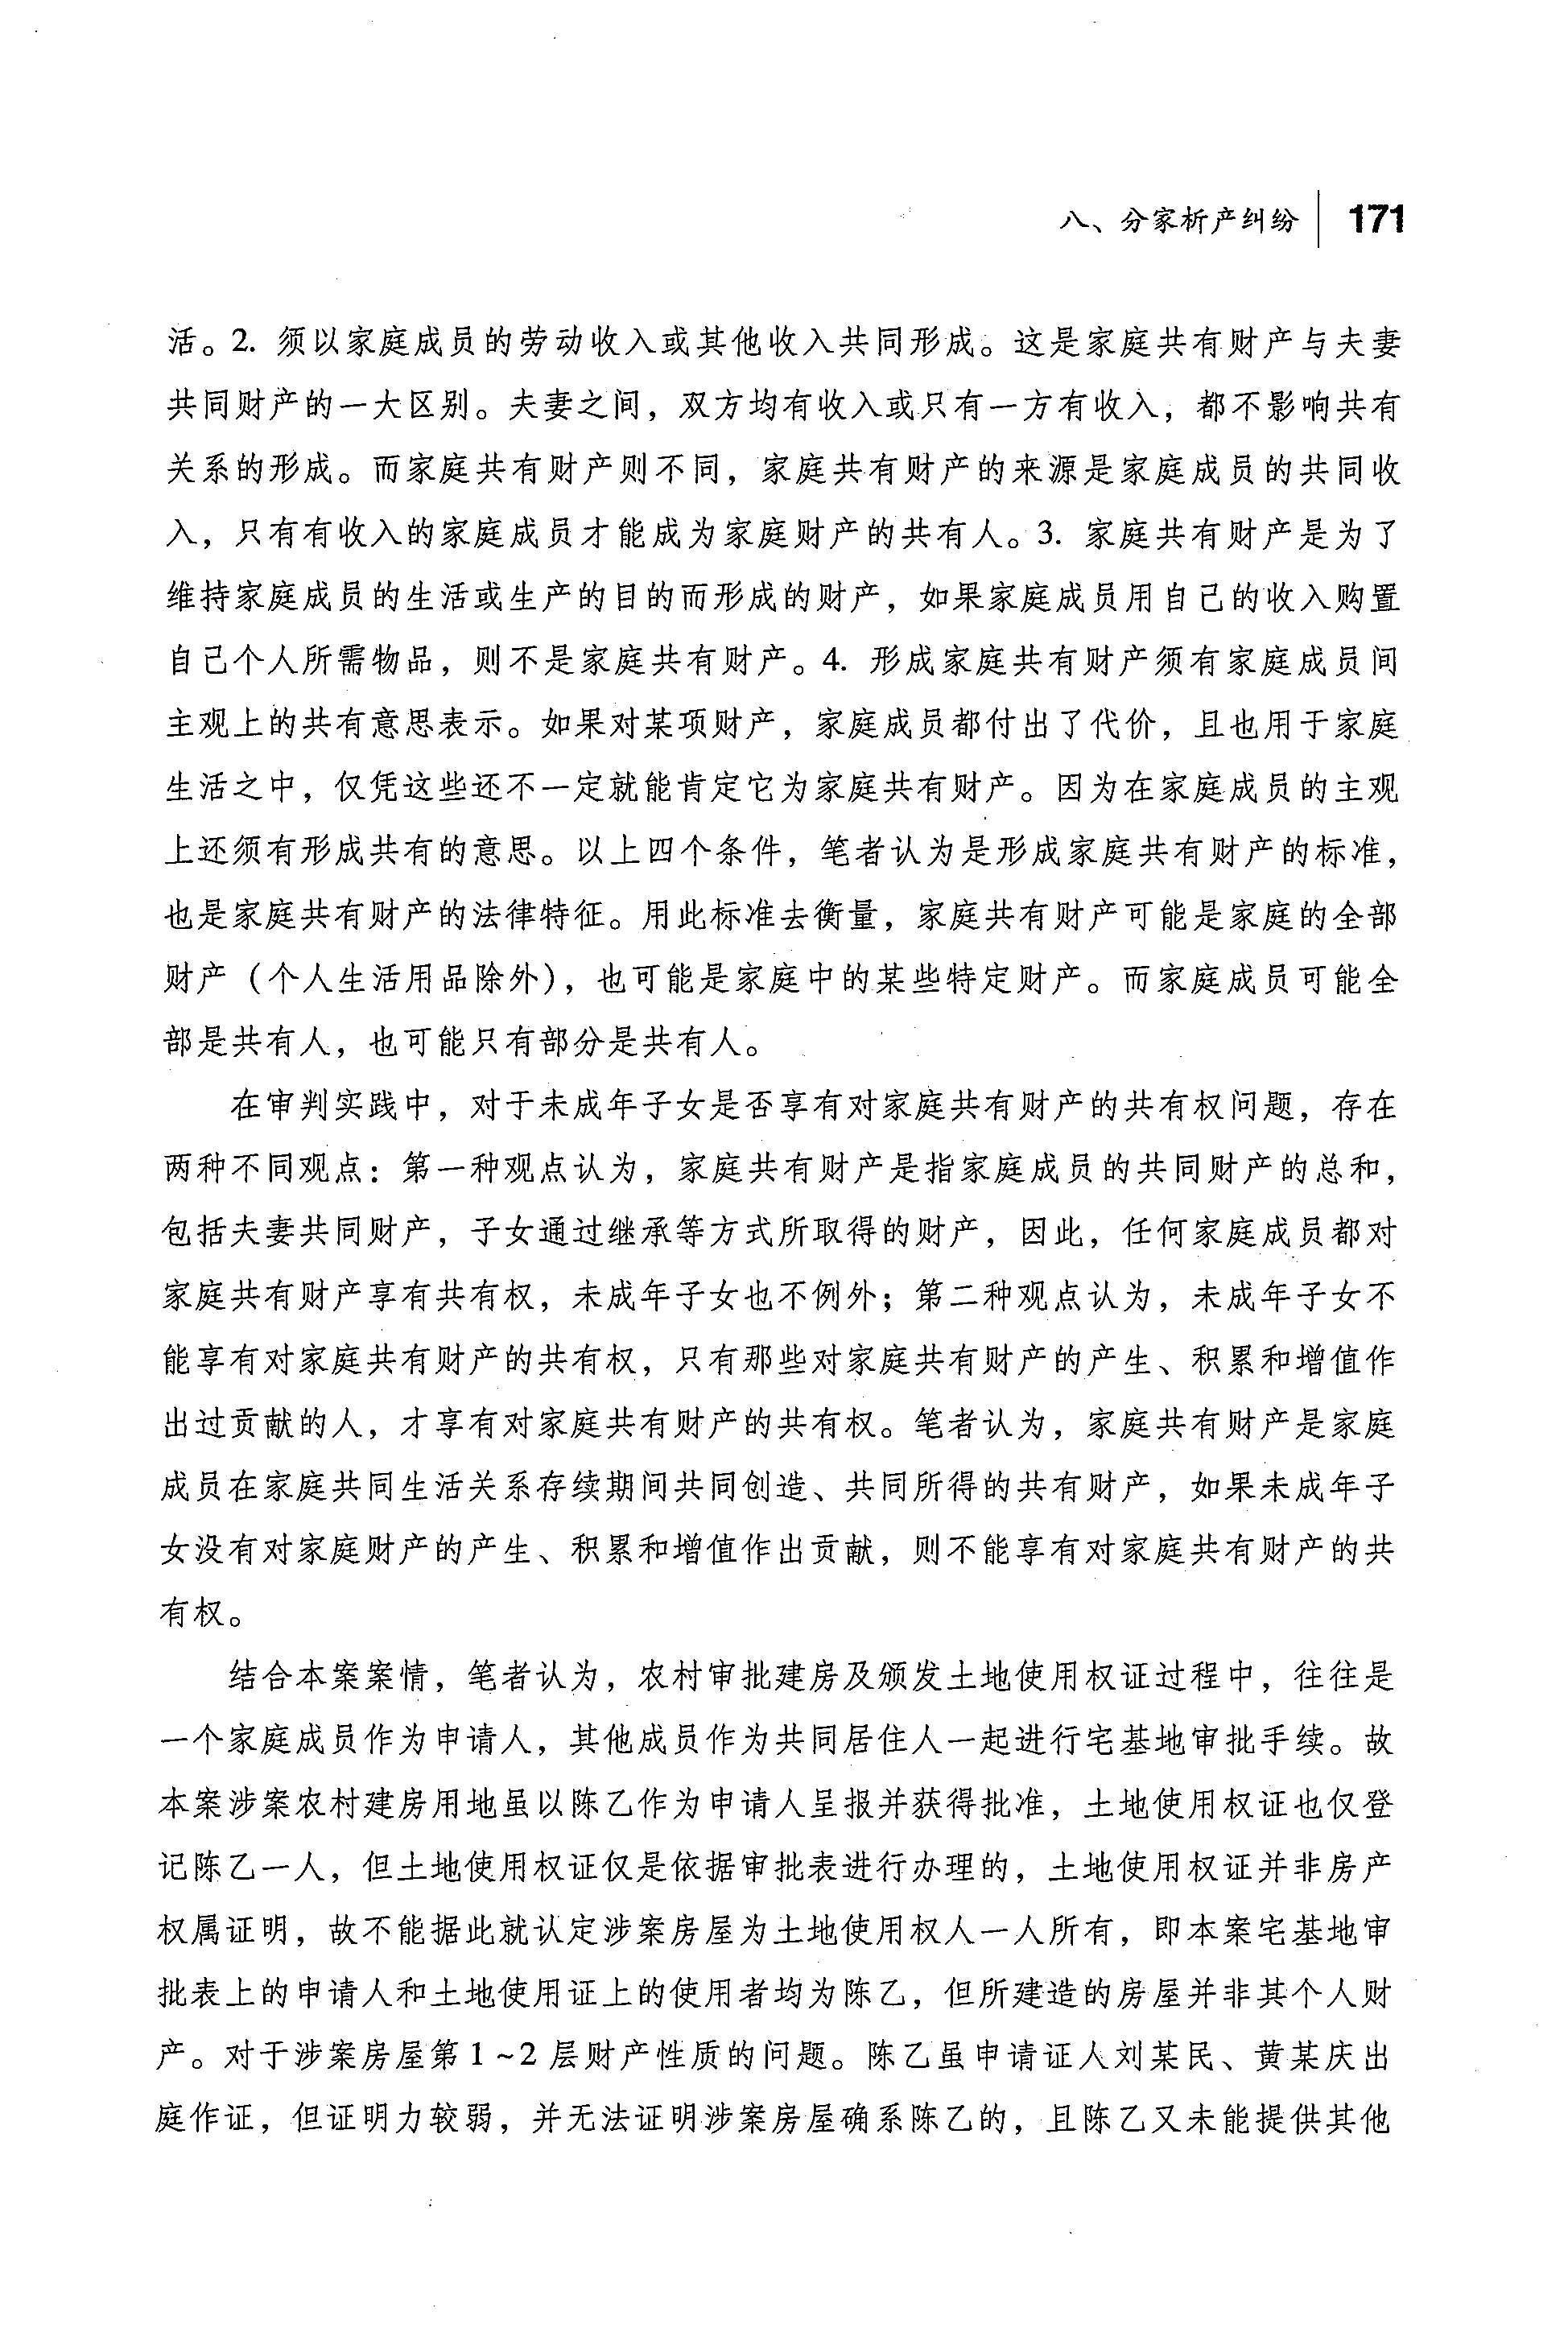 八、分家析产纠纷 171
活。2. 须以家庭成员的劳动收入或其他收入共同形成。这是家庭共有财产与夫妻
共同财产的一大区别。夫妻之间，双方均有收入或只有一方有收入，都不影响共有
关系的形成。而家庭共有财产则不同，家庭共有财产的来源是家庭成员的共同收
入，只有有收入的家庭成员才能成为家庭财产的共有人。3. 家庭共有财产是为了
维持家庭成员的生活或生产的目的而形成的财产，如果家庭成员用自己的收入购置
自己个人所需物品，则不是家庭共有财产。4. 形成家庭共有财产须有家庭成员间
主观上的共有意思表示。如果对某项财产，家庭成员都付出了代价，且也用于家庭
生活之中，仅凭这些还不一定就能肯定它为家庭共有财产。因为在家庭成员的主观
上还须有形成共有的意思。以上四个条件，笔者认为是形成家庭共有财产的标准，
也是家庭共有财产的法律特征。用此标准去衡量，家庭共有财产可能是家庭的全部
财产（个人生活用品除外），也可能是家庭中的某些特定财产。而家庭成员可能全
部是共有人，也可能只有部分是共有人。
在审判实践中，对于未成年子女是否享有对家庭共有财产的共有权问题，存在
两种不同观点：第一种观点认为，家庭共有财产是指家庭成员的共同财产的总和，
包括夫妻共同财产，子女通过继承等方式所取得的财产，因此，任何家庭成员都对
家庭共有财产享有共有权，未成年子女也不例外；第二种观点认为，未成年子女不
能享有对家庭共有财产的共有权，只有那些对家庭共有财产的产生、积累和增值作
出过贡献的人，才享有对家庭共有财产的共有权。笔者认为，家庭共有财产是家庭
成员在家庭共同生活关系存续期间共同创造、共同所得的共有财产，如果未成年子
女没有对家庭财产的产生、积累和增值作出贡献，则不能享有对家庭共有财产的共
有权。
结合本案案情，笔者认为，农村审批建房及颁发土地使用权证过程中，往往是
一个家庭成员作为申请人，其他成员作为共同居住人一起进行宅基地审批手续。故
本案涉案农村建房用地虽以陈乙作为申请人呈报并获得批准，土地使用权证也仅登
记陈乙一人，但土地使用权证仅是依据审批表进行办理的，土地使用权证并非房产
权属证明，故不能据此就认定涉案房屋为土地使用权人一人所有，即本案宅基地审
批表上的申请人和土地使用证上的使用者均为陈乙，但所建造的房屋并非其个人财
产。对于涉案房屋第1~2层财产性质的问题。陈乙虽申请证人刘某民、黄某庆出
庭作证，但证明力较弱，并无法证明涉案房屋确系陈乙的，且陈乙又未能提供其他